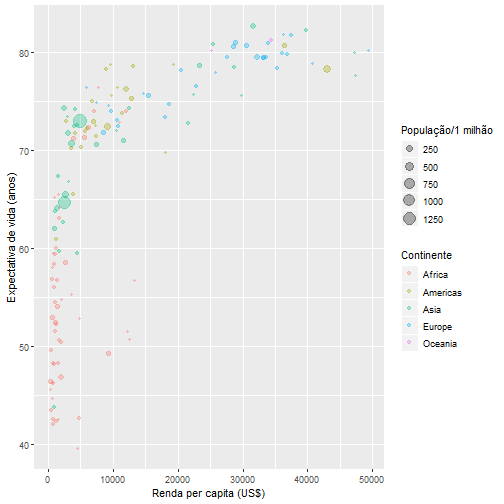 80
70
60
50
40
Expectativa de vida (anos)
0
10000
20000
30000
40000
50000
Renda per capita (US$)
População/1 milhão
250
500
750
1000
1250
Continente
Africa
Americas
Asia
Europe
Oceania